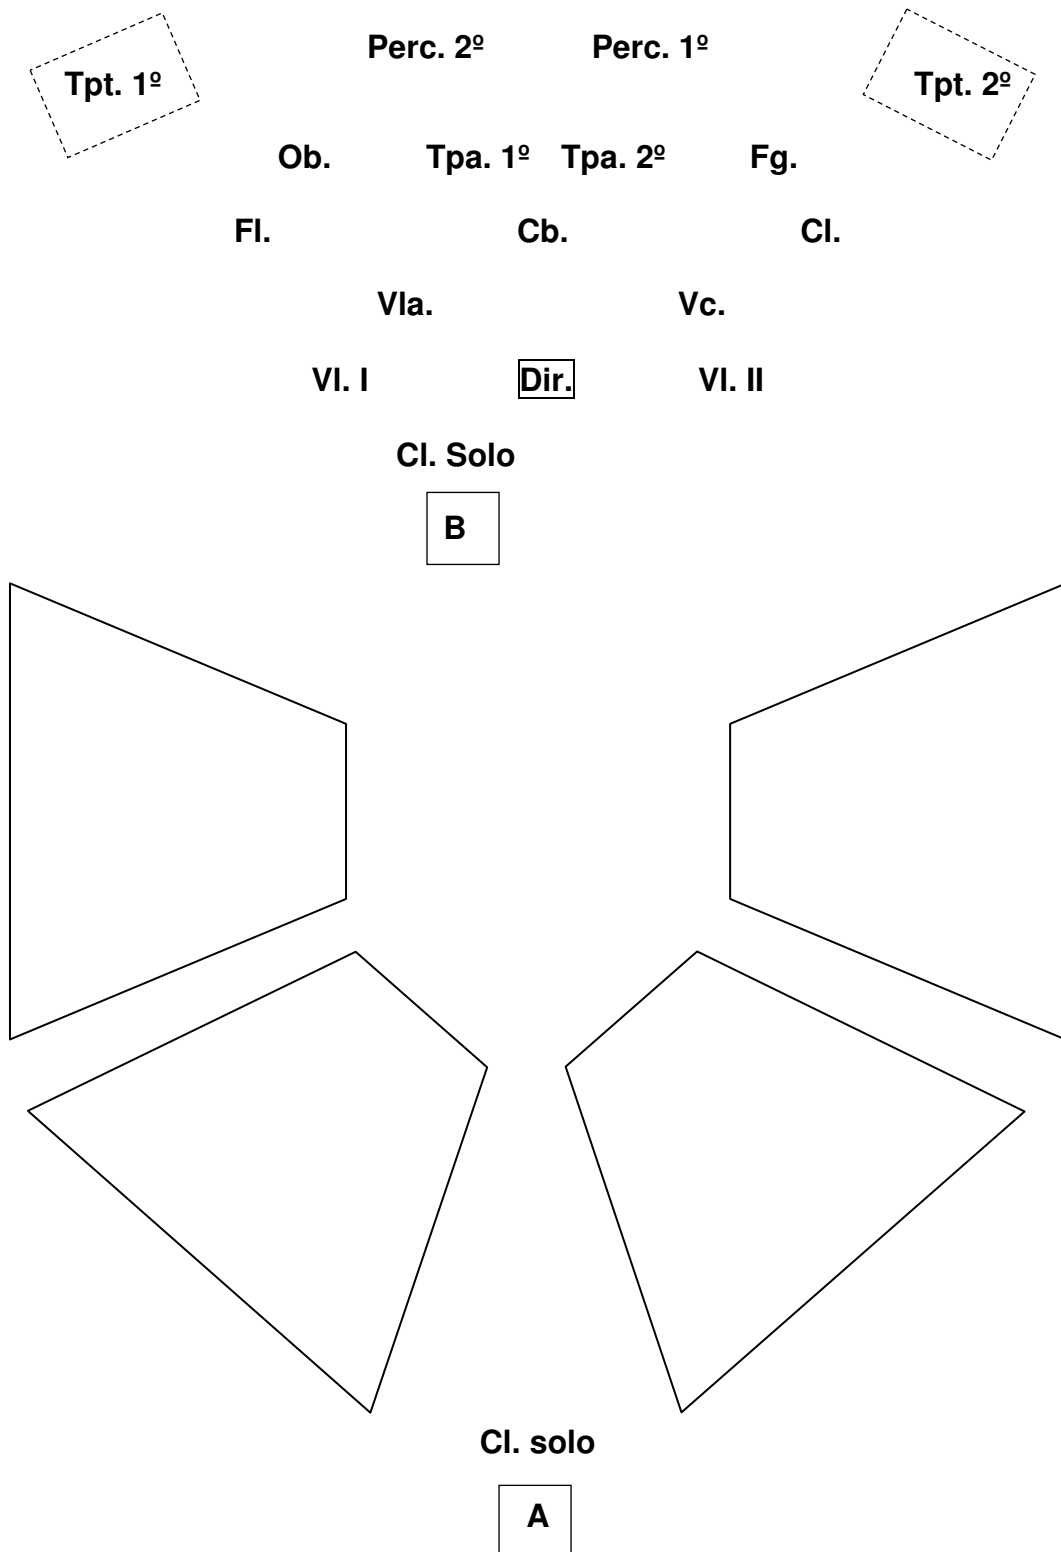 Perc. 2º Perc. 1º
Tpt. 1º Tpt. 2º
Ob. Tpa. 1º Tpa. 2º Fg.
Fl. Cb. Cl.
Vla. Vc.
Vl. I Dir. Vl. II
Cl. Solo
B
Cl. solo
A